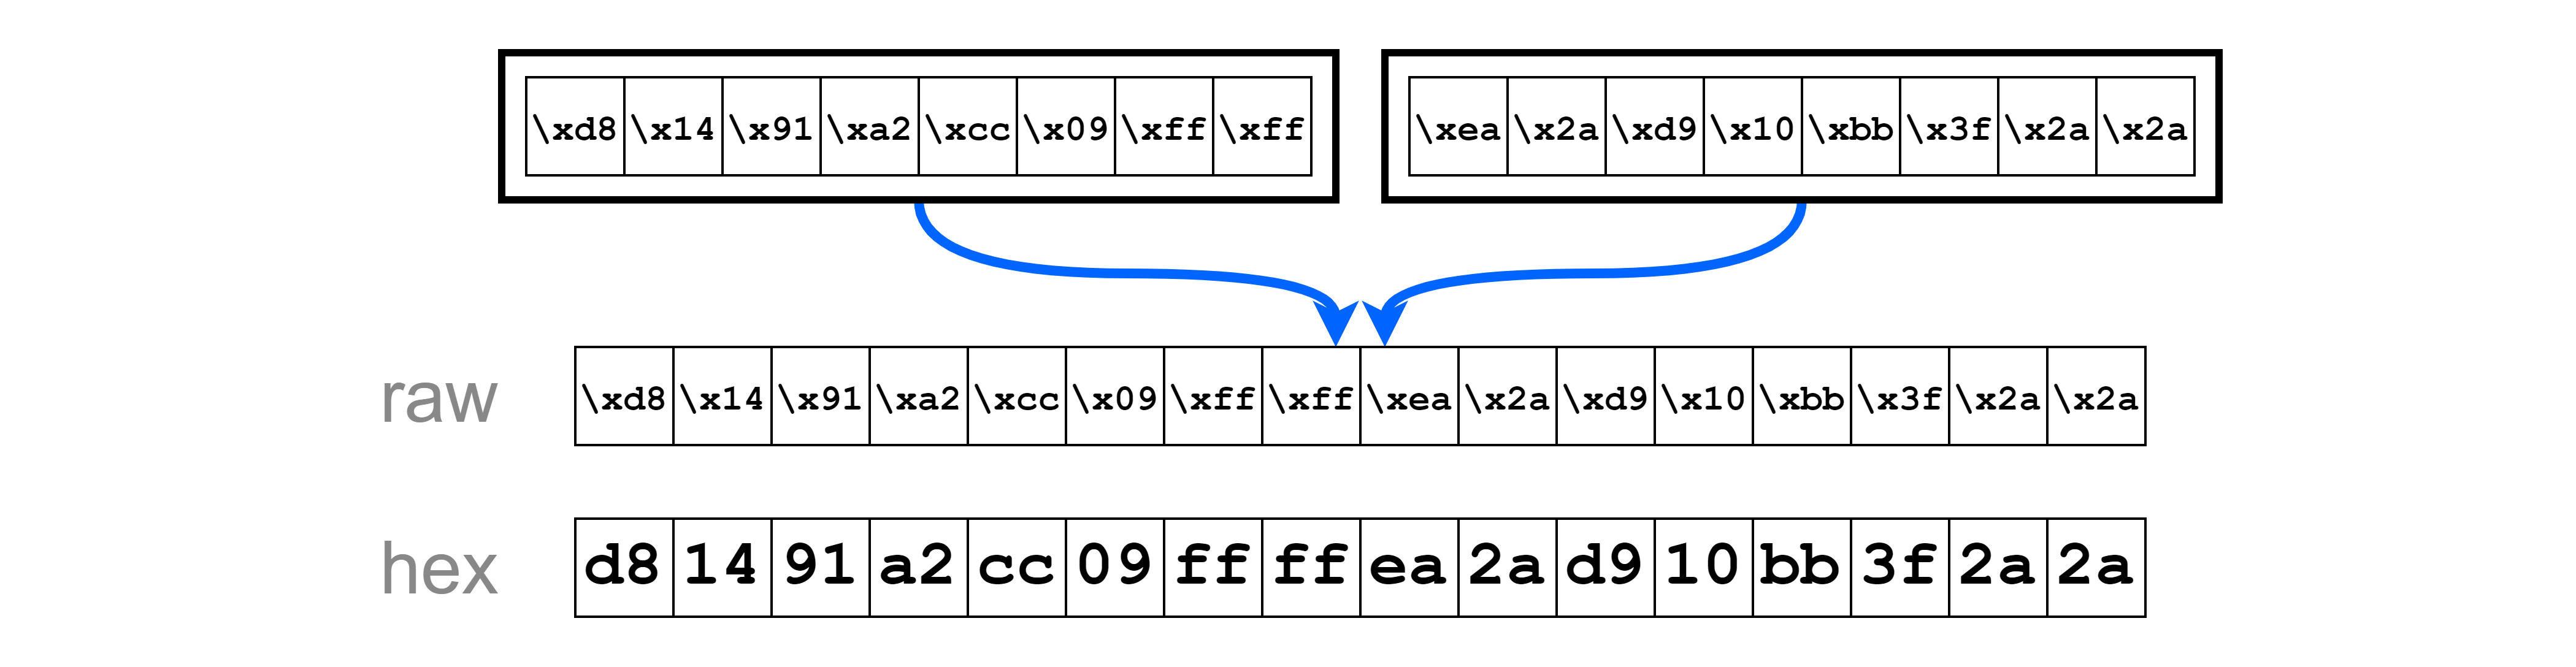 \xd8 \x14 \x91 \xa2 \xcc \x09 \xff \xff \xea \x2a \xd9 \x10 \xbb \x3f \x2a \x2a
raw \xd8 \x14 \x91 \xa2 \xcc \x09 \xff \xff \xea \x2a \xd9 \x10 \xbb \x3f \x2a \x2a
hex d8 14 91 a2 cc 09 ff ff ea 2a d9 10 bb 3f 2a 2a